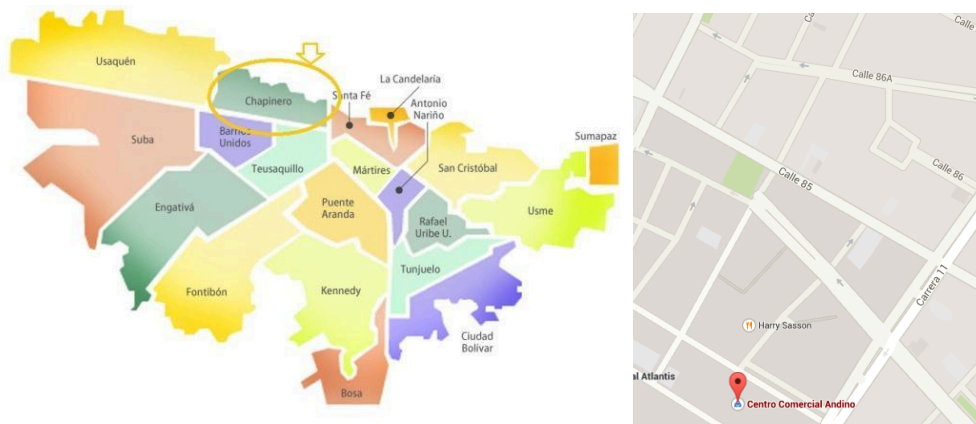 Usaquén
Chapinero
La Candelaría
Santa Fé
Antonio
Nariño
Sumapaz
Suba
Barrios
Unidos
Teusaquillo
Mártires
San Cristóbal
Engativá
Puente
Aranda
Usme
Rafael
Uribe U.
Tunjuelo
Fontibón
Kennedy
Ciudad
Bolívar
Bosa
Calle 86A
Calle 86
Calle 85
Carrera 11
Harry Sasson
al Atlantis
Centro Comercial Andino